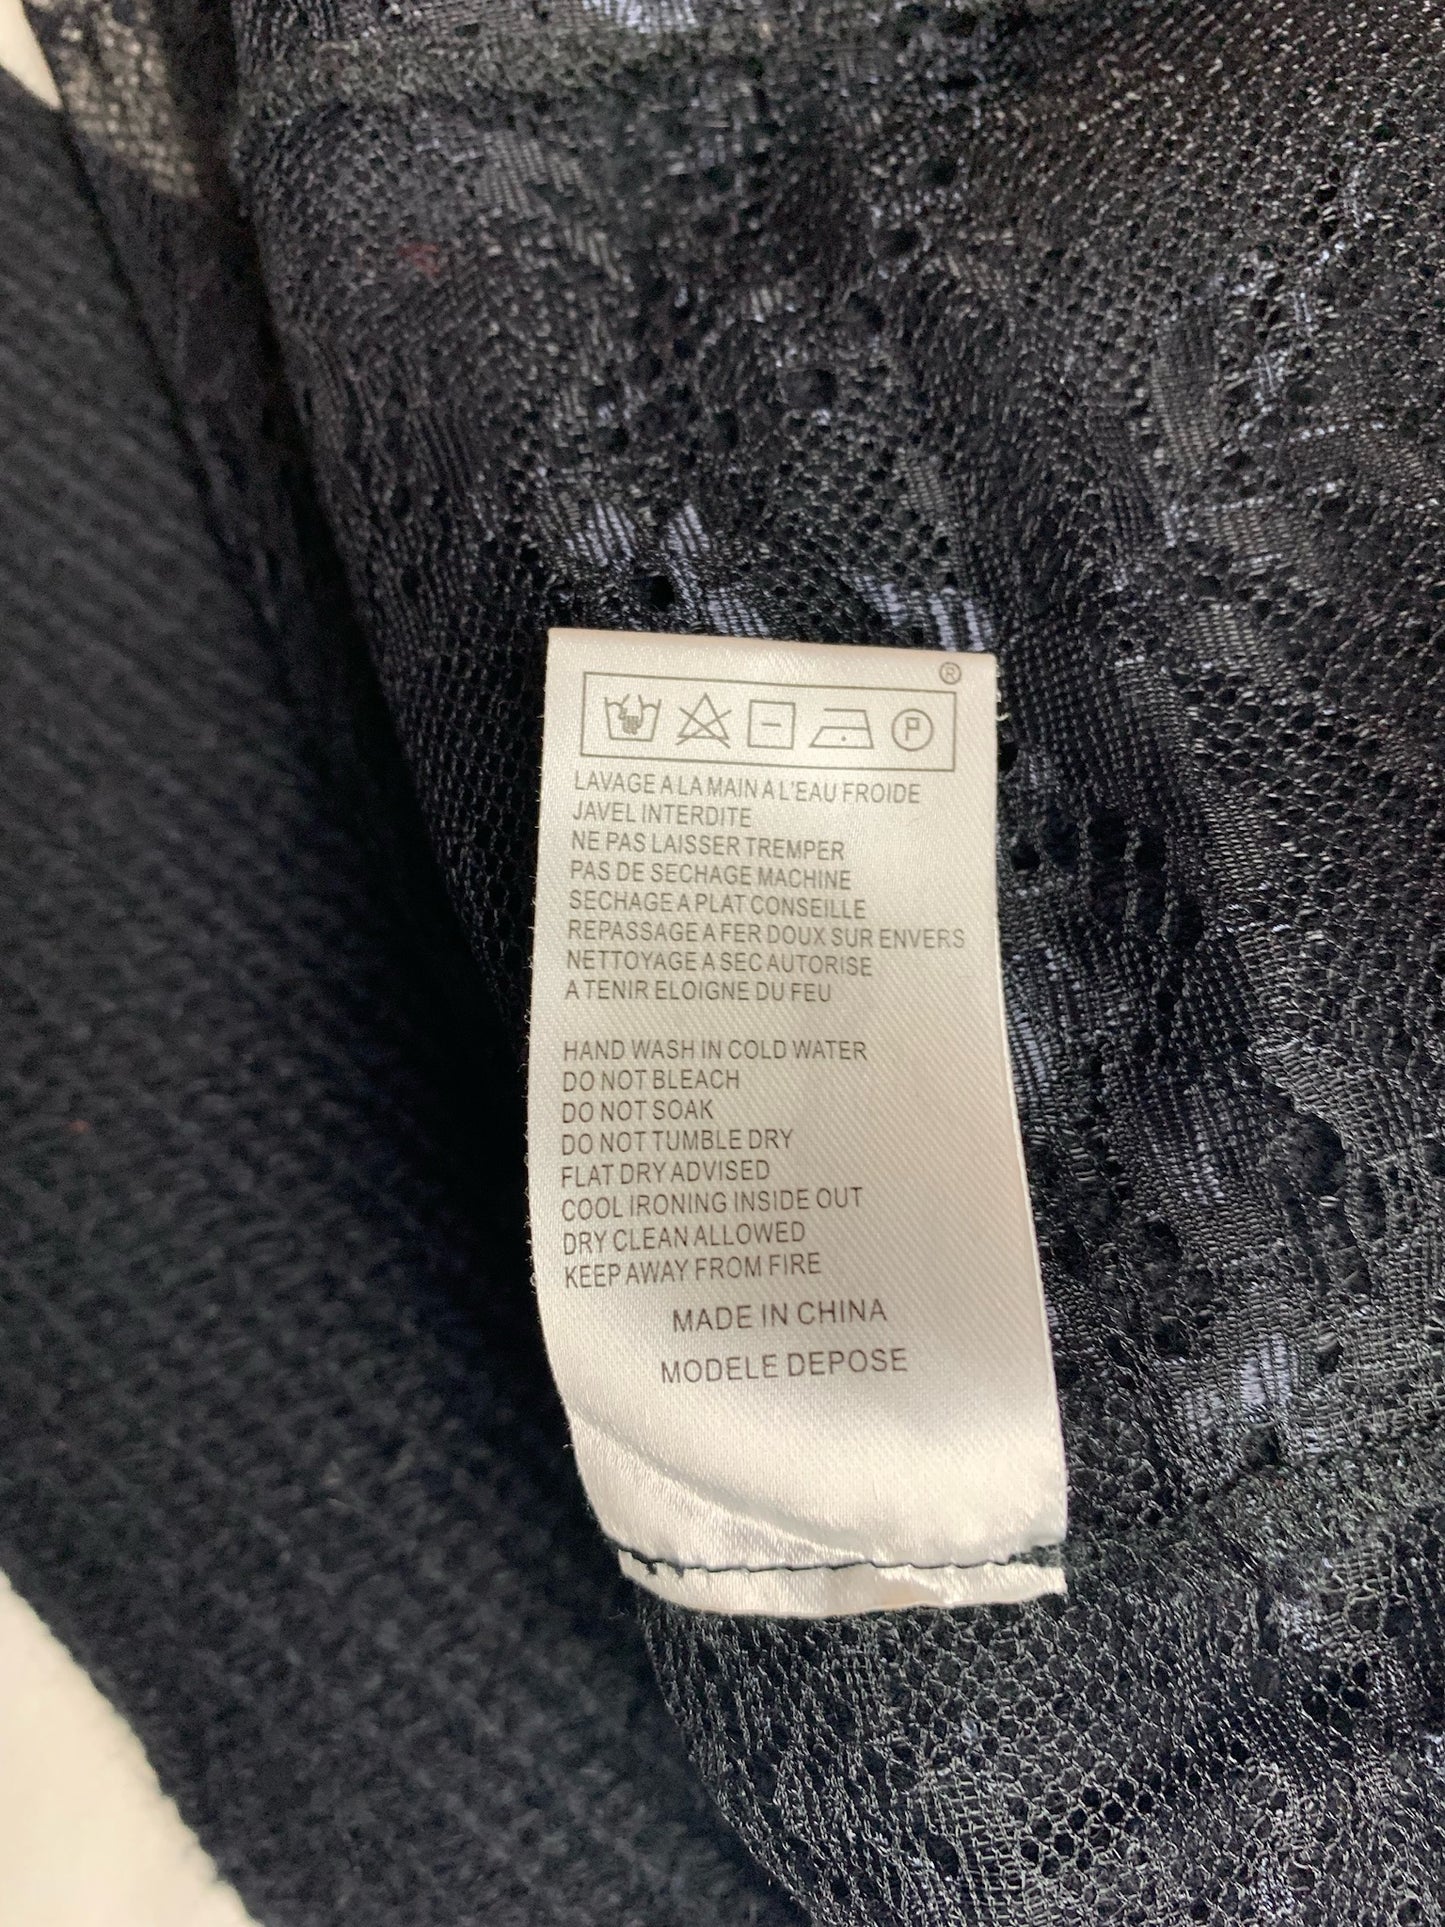 ®
P
LAVAGE A LA MAIN A L'EAU FROIDE
JAVEL INTERDITE
NE PAS LAISSER TREMPER
PAS DE SECHAGE MACHINE
SECHAGE A PLAT CONSEILLE
REPASSAGE A FER DOUX SUR ENVERS
NETTOYAGE A SEC AUTORISE
A TENIR ELOIGNE DU FEU
HAND WASH IN COLD WATER
DO NOT BLEACH
DO NOT SOAK
DO NOT TUMBLE DRY
FLAT DRY ADVISED
COOL IRONING INSIDE OUT
DRY CLEAN ALLOWED
KEEP AWAY FROM FIRE
MADE IN CHINA
MODELE DEPOSE